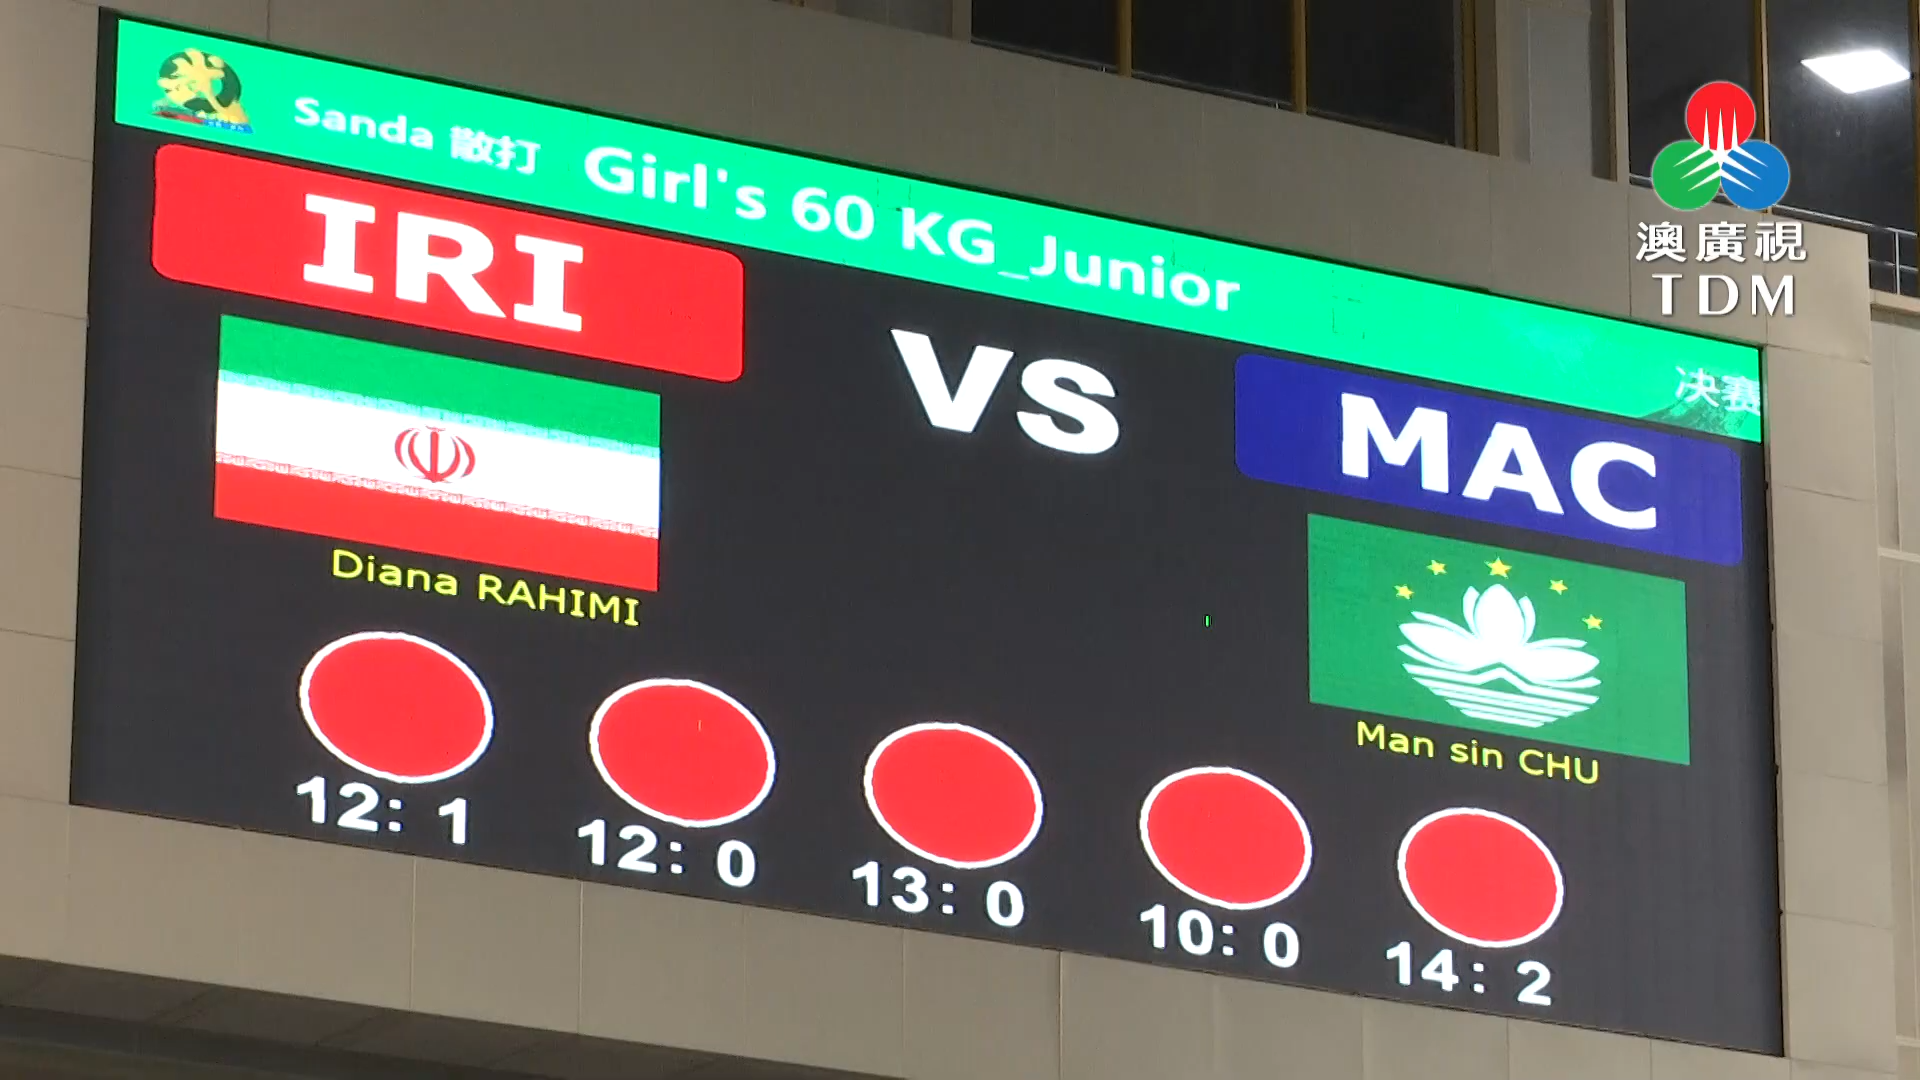 Sanda 散打 Girl's 60 KG_Junior
决赛
IRI
VS
MAC
Diana RAHIMI
Man sin CHU
12: 1
12: 0
13: 0
10: 0
14: 2
澳廣視
TDM